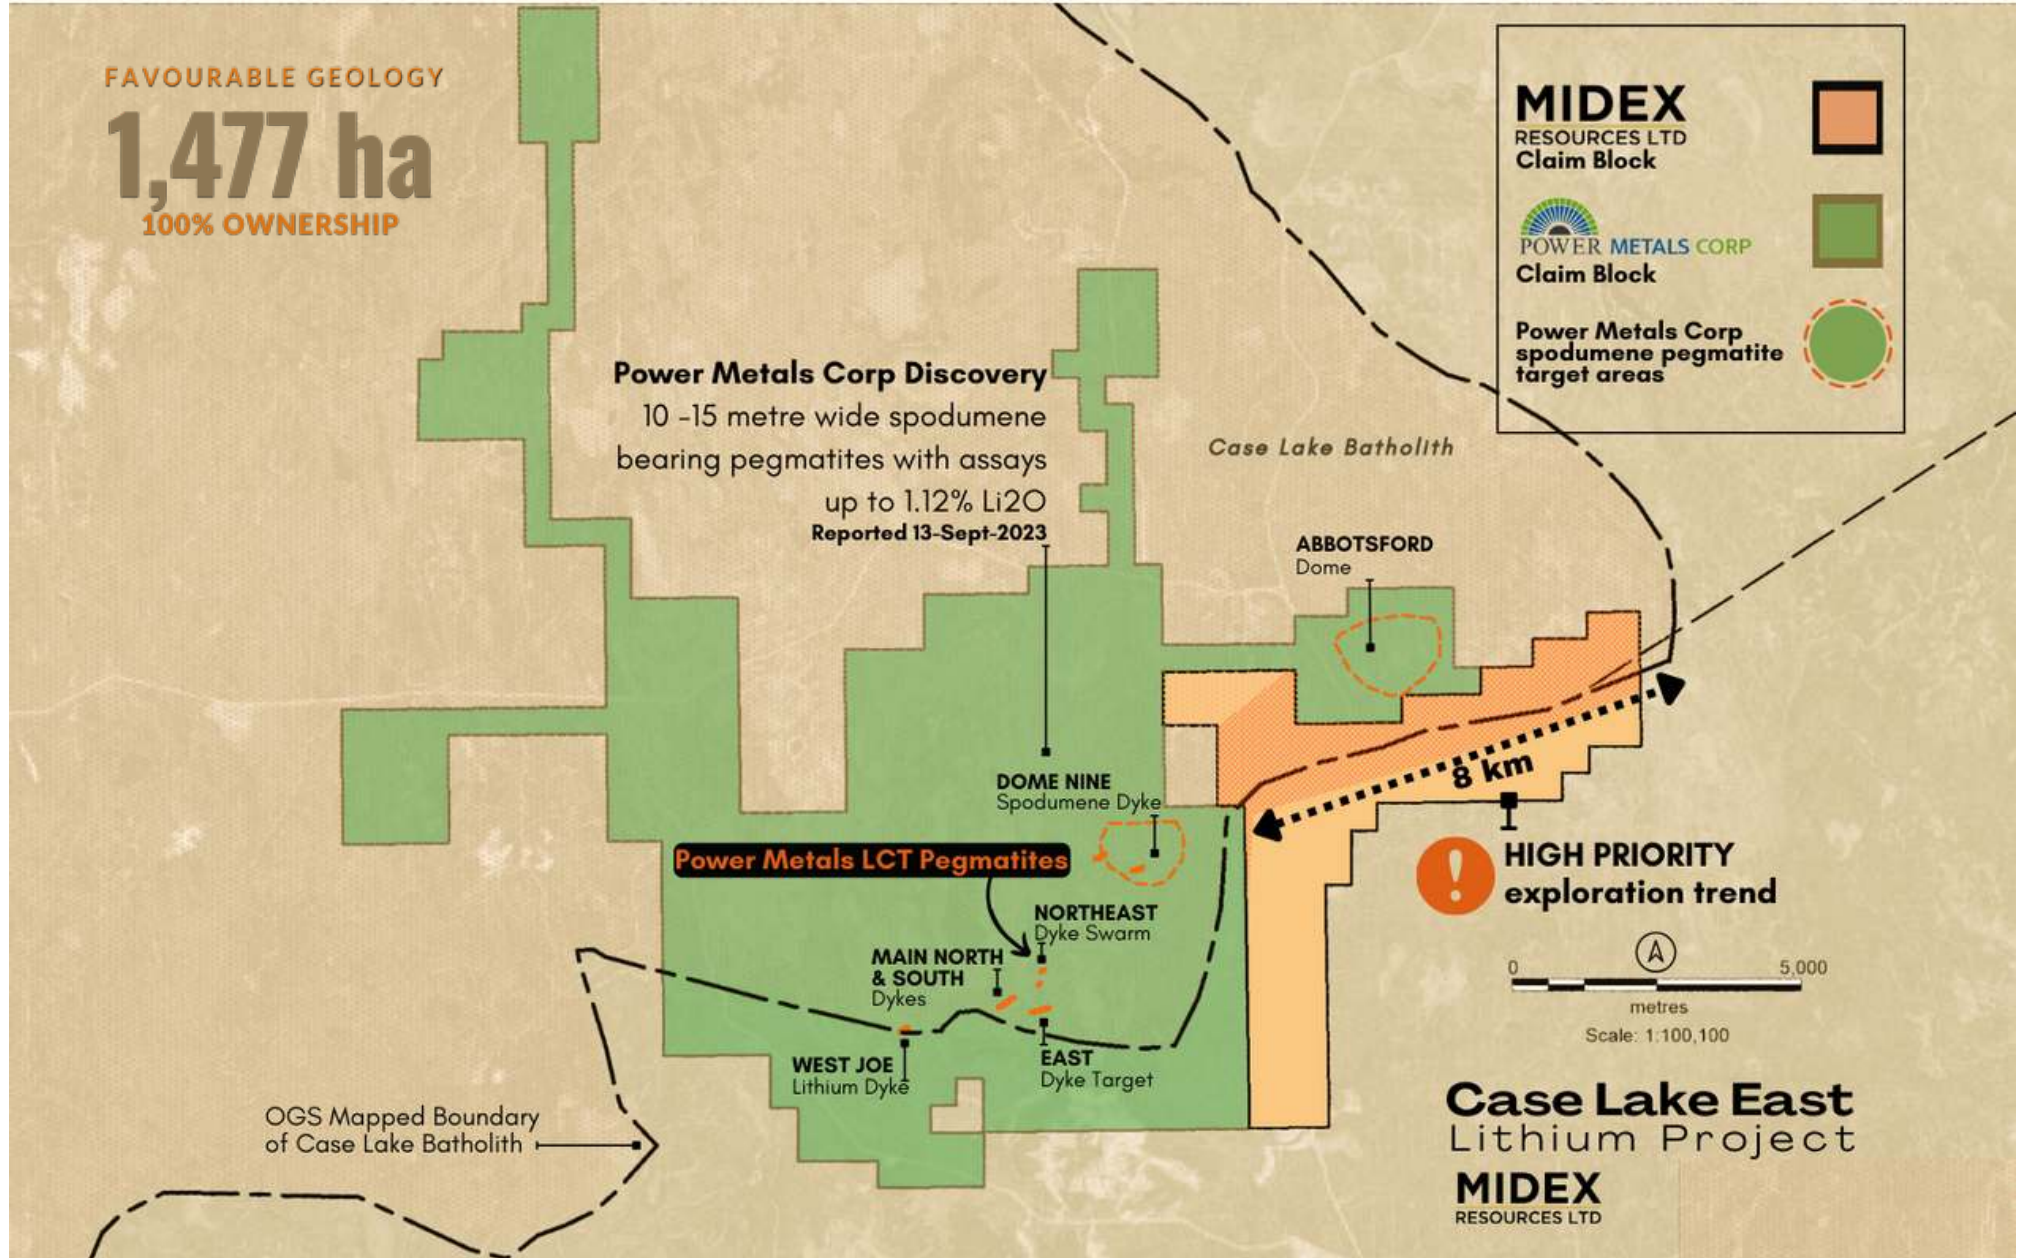 FAVOURABLE GEOLOGY
1,477 ha
100% OWNERSHIP
MIDEX
RESOURCES LTD
Claim Block
POWER METALS CORP
Claim Block
Power Metals Corp
spodumene pegmatite
target areas
Power Metals Corp Discovery
10 -15 metre wide spodumene
bearing pegmatites with assays
up to 1.12% Li2O
Reported 13-Sept-2023
Case Lake Batholith
ABBOTSFORD
Dome
8 km
DOME NINE
Spodumene Dyke
Power Metals LCT Pegmatites
HIGH PRIORITY
exploration trend
NORTHEAST
Dyke Swarm
MAIN NORTH
& SOUTH
Dykes
WEST JOE
Lithium Dyke
EAST
Dyke Target
OGS Mapped Boundary
of Case Lake Batholith
A
0 5,000
metres
Scale: 1:100,100
Case Lake East
Lithium Project
MIDEX
RESOURCES LTD